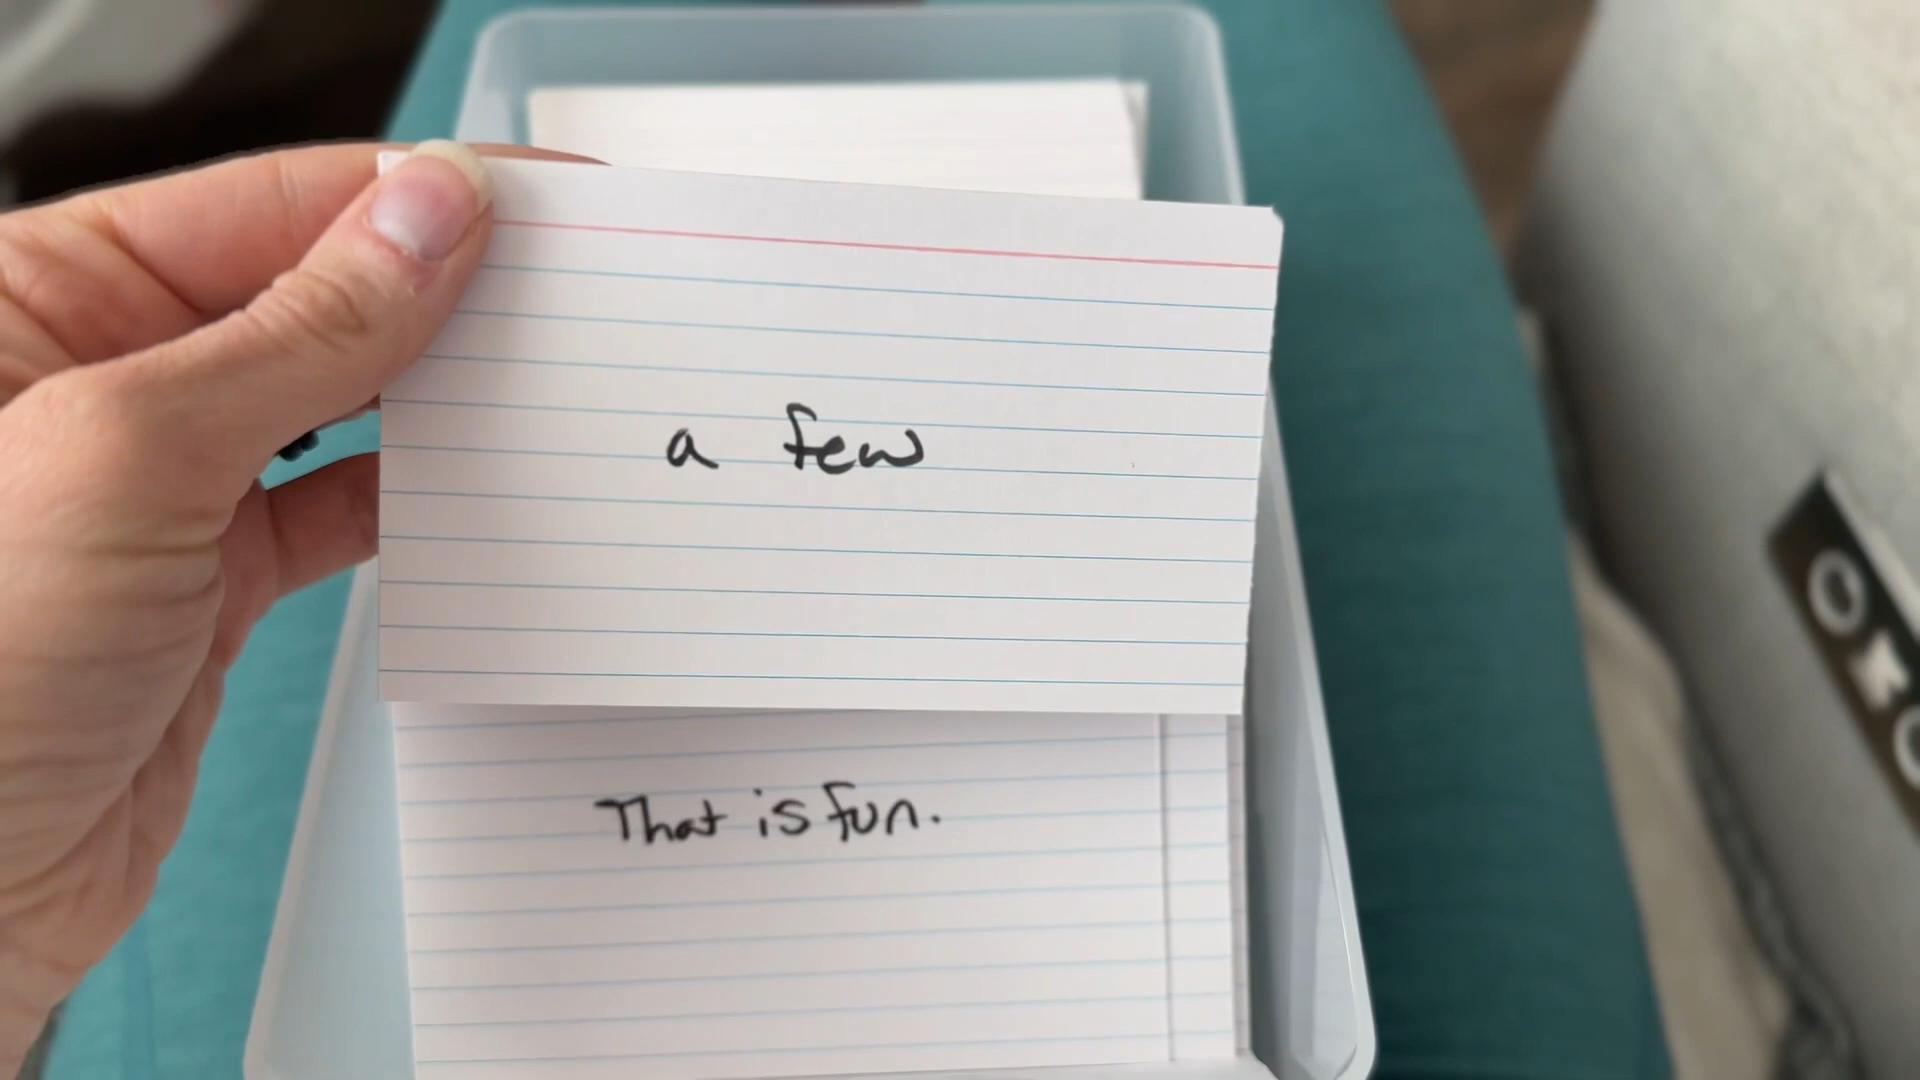 a few
That is fun.